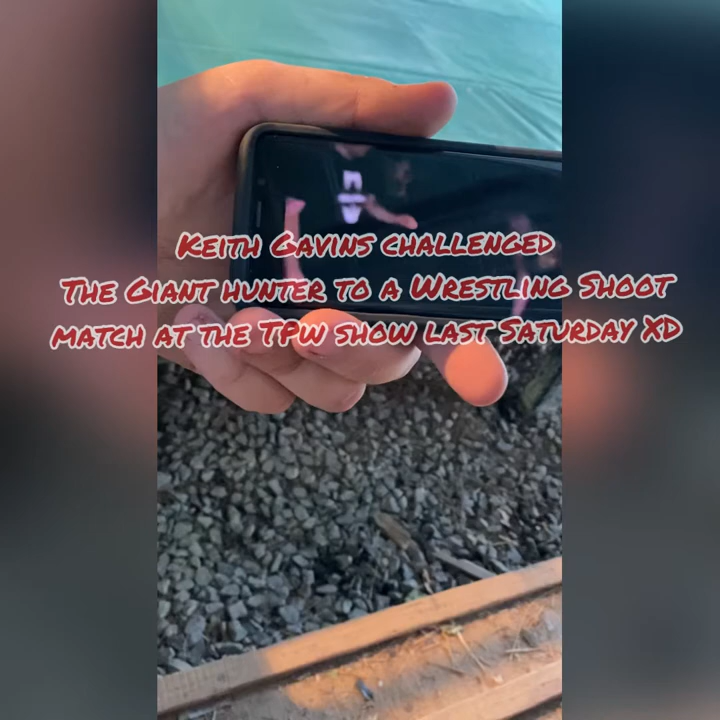 Keith Gavins challenged
The Giant hunter to a Wrestling Shoot
match at the TPW show last Saturday XD